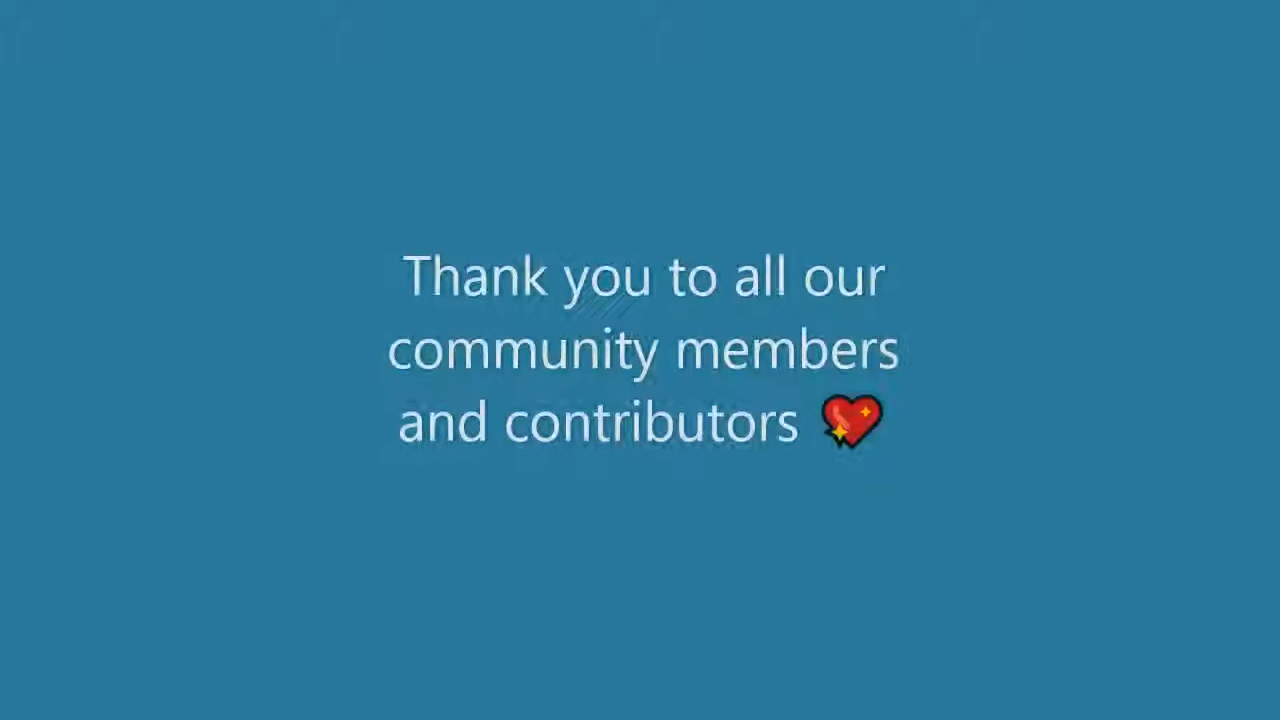 Thank you to all our
community members
and contributors 💖